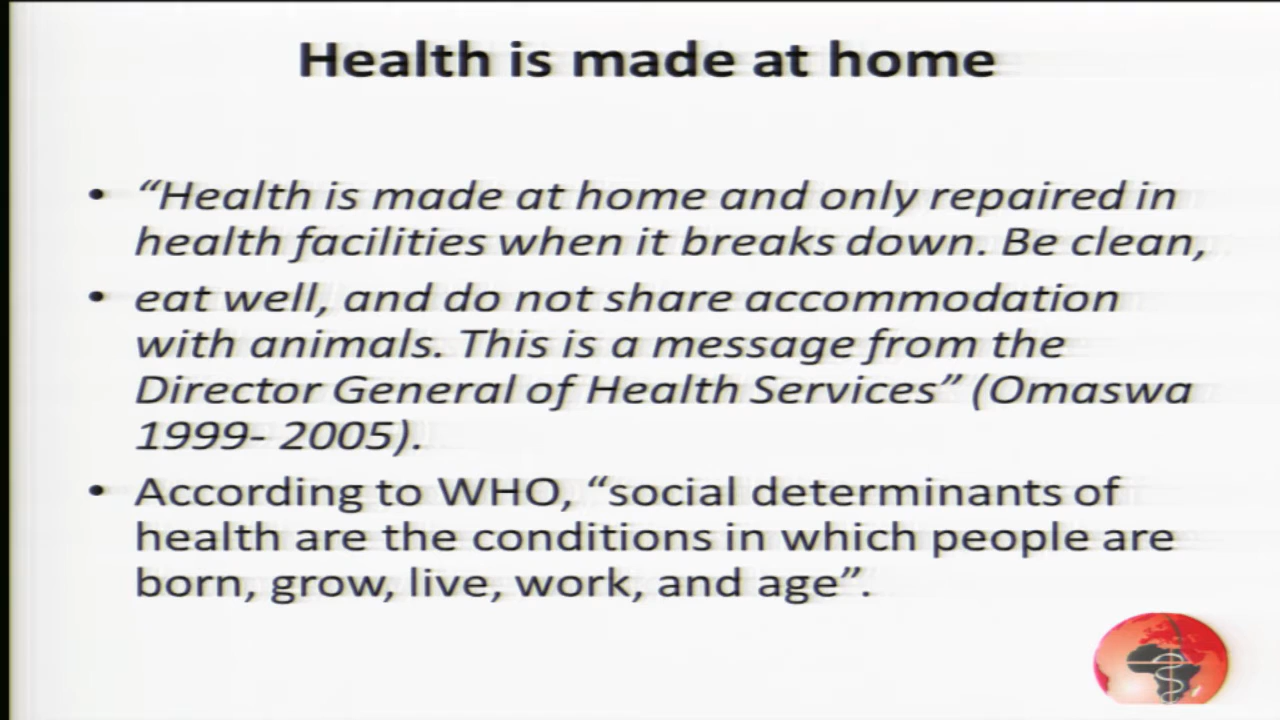 Health is made at home
• “Health is made at home and only repaired in
health facilities when it breaks down. Be clean,
• eat well, and do not share accommodation
with animals. This is a message from the
Director General of Health Services” (Omaswa
1999- 2005).
• According to WHO, “social determinants of
health are the conditions in which people are
born, grow, live, work, and age”.